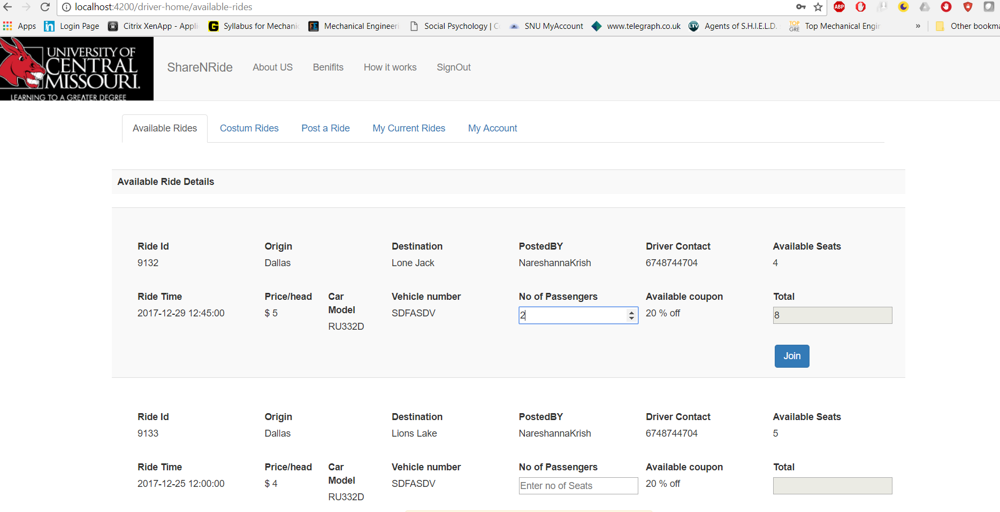 localhost:4200/driver-home/available-rides
ABP
Apps in Login Page Citrix XenApp - Appli G Syllabus for Mechanic Mechanical Engineeri Social Psychology | C SNU MyAccount www.telegraph.co.uk LTV Agents of S.H.I.E.L.D. TOP GRE Top Mechanical Engir » Other bookma
UNIVERSITY OF
CENTRAL
MISSOURI.
LEARNING TO A GREATER DEGREE
ShareNRide About US Benifits How it works SignOut
Available Rides Costum Rides Post a Ride My Current Rides My Account
Available Ride Details
Ride Id Origin Destination PostedBY Driver Contact Available Seats
9132 Dallas Lone Jack NareshannaKrish 6748744704 4
Ride Time Price/head Car Model Vehicle number No of Passengers Available coupon Total
2017-12-29 12:45:00 $ 5 RU332D SDFASDV 2 20 % off 8
Join
Ride Id Origin Destination PostedBY Driver Contact Available Seats
9133 Dallas Lions Lake NareshannaKrish 6748744704 5
Ride Time Price/head Car Model Vehicle number No of Passengers Available coupon Total
2017-12-25 12:00:00 $ 4 RU332D SDFASDV Enter no of Seats 20 % off